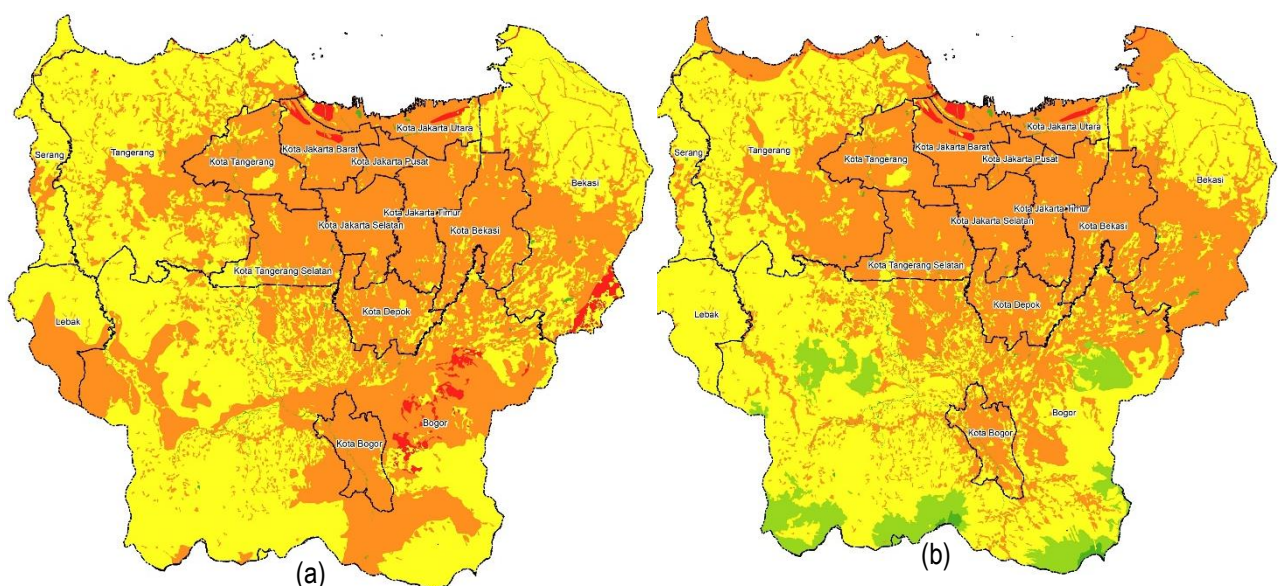 Kota Jakarta Utara
Kota Jakarta Barat
Kota Tangerang
Kota Jakarta Pusat
Serang
Tangerang
Bekasi
Kota Jakarta Timur
Kota Jakarta Selatan
Kota Bekasi
Kota Tangerang Selatan
Kota Depok
Lebak
Bogor
Kota Bogor
(a)
Kota Jakarta Utara
Kota Jakarta Barat
Kota Tangerang
Kota Jakarta Pusat
Serang
Tangerang
Bekasi
Kota Jakarta Timur
Kota Jakarta Selatan
Kota Bekasi
Kota Tangerang Selatan
Kota Depok
Lebak
Bogor
Kota Bogor
(b)